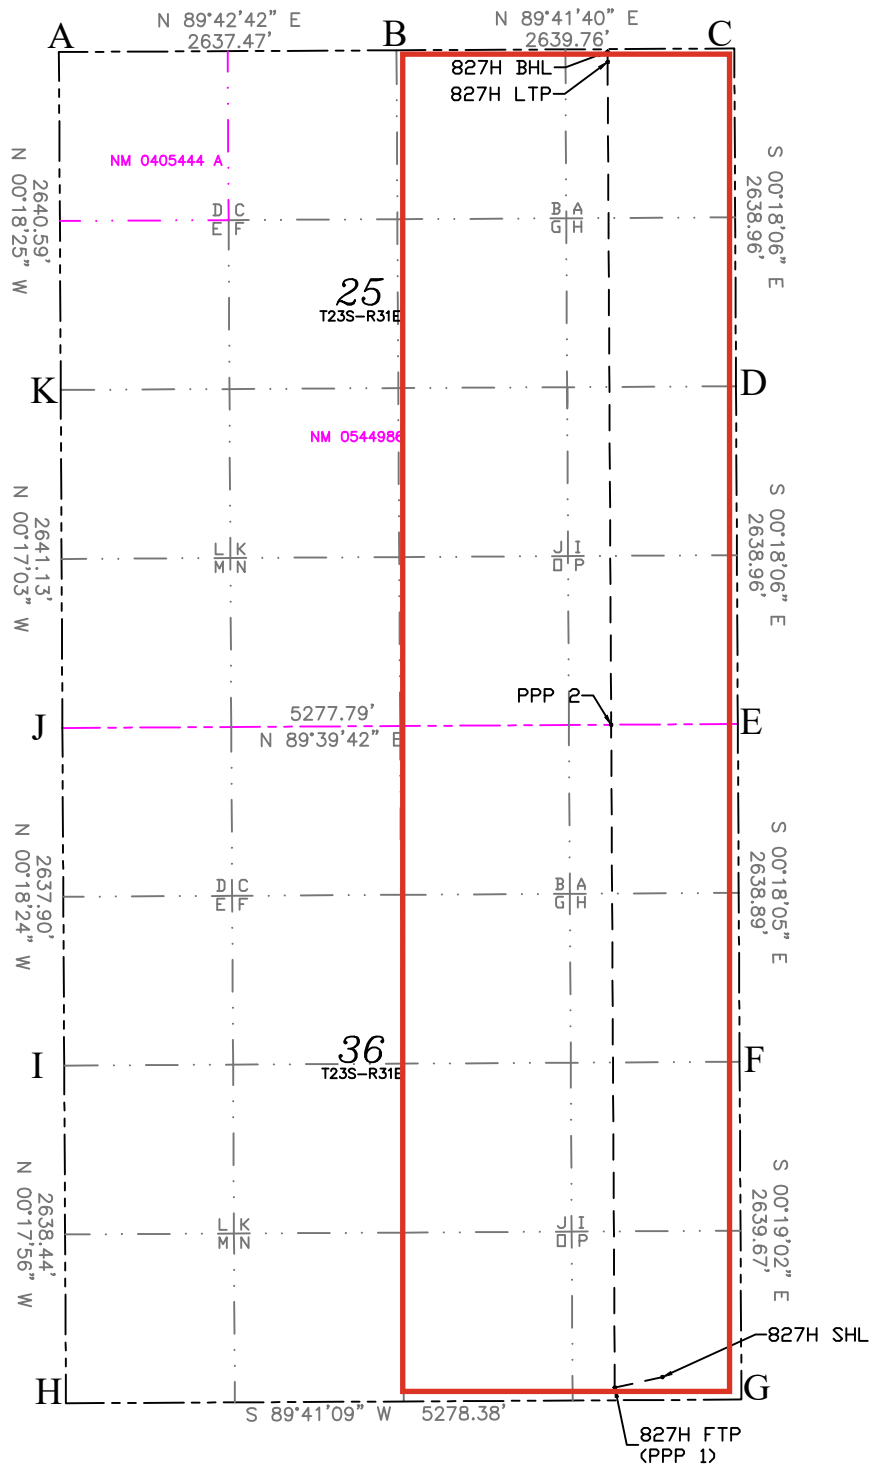 A
N 89°42'42" E
2637.47'
B
N 89°41'40" E
2639.76'
C
827H BHL
827H LTP
NM 0405444 A
N 00°18'25" W
2640.59'
S 00°18'06" E
2638.96'
D C
E F
B A
G H
25
T23S-R31E
K
D
NM 0544986
N 00°17'03" W
2641.13'
S 00°18'06" E
2638.96'
L K
M N
J I
O P
PPP 2
J
5277.79'
N 89°39'42" E
E
N 00°18'24" W
2637.90'
S 00°18'05" E
2638.89'
D C
E F
B A
G H
36
T23S-R31E
I
F
N 00°17'56" W
2638.44'
S 00°19'02" E
2639.67'
L K
M N
J I
O P
827H SHL
H
G
S 89°41'09" W 5278.38'
827H FTP
(PPP 1)